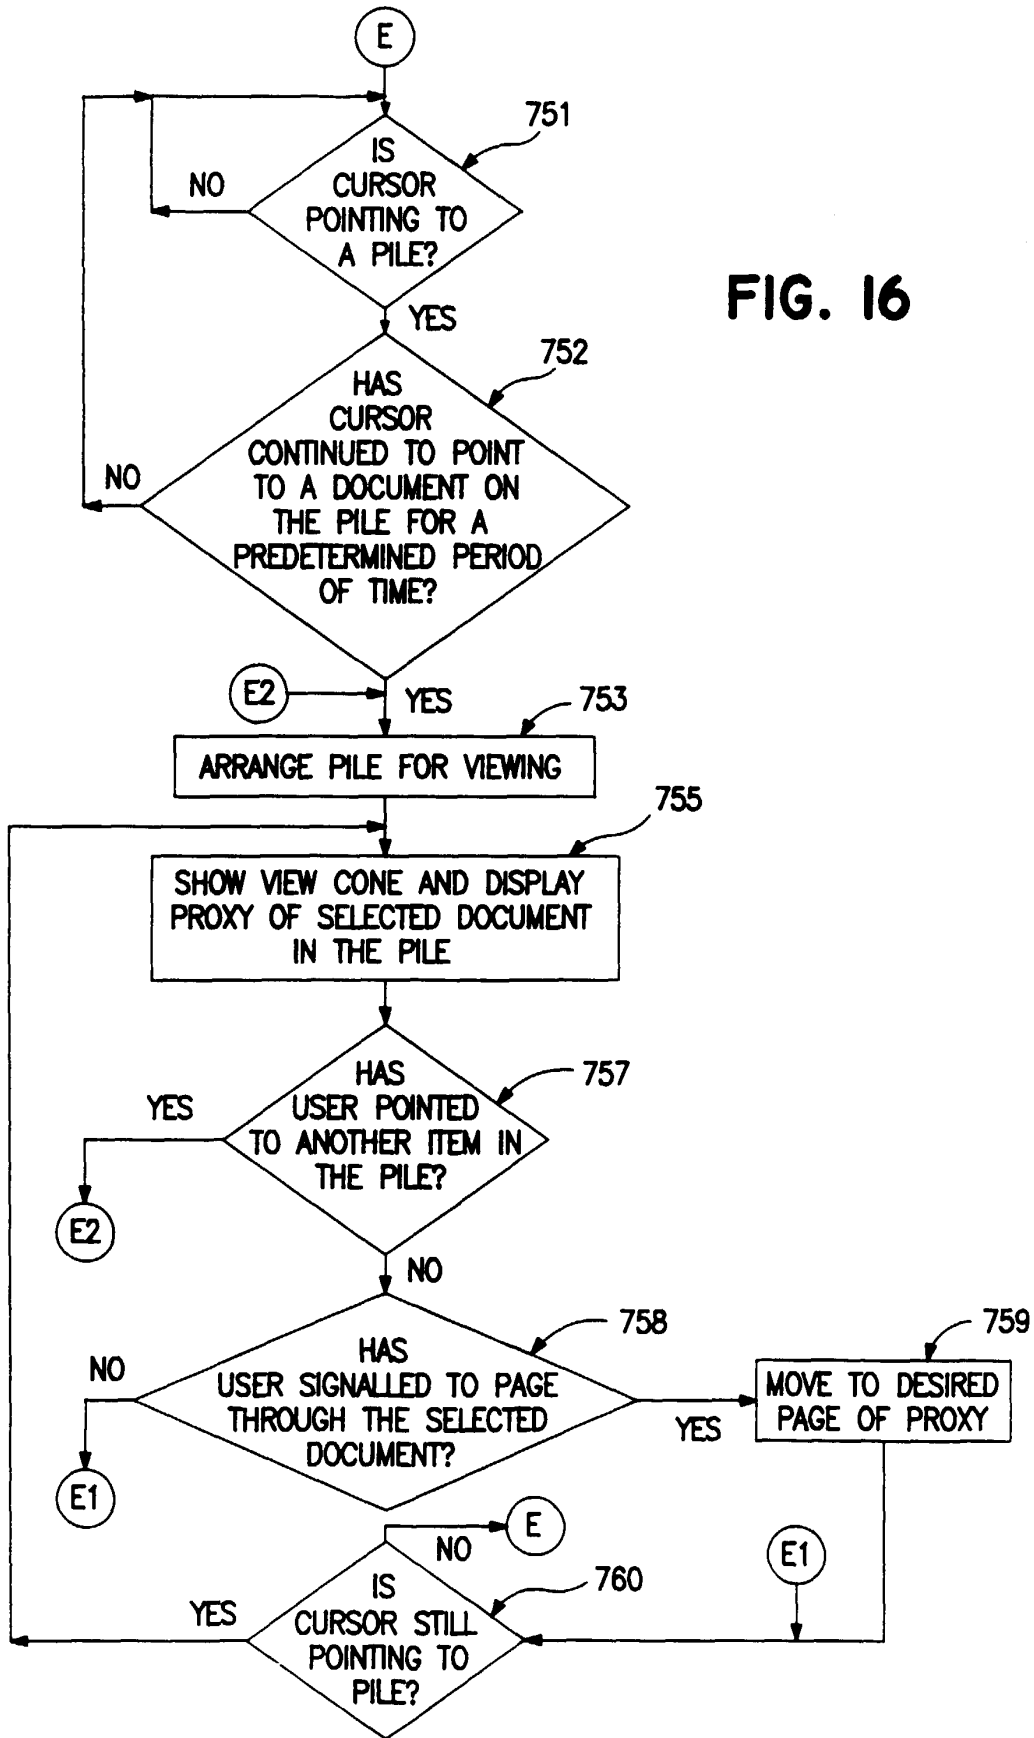 E
751
IS
CURSOR
POINTING TO
A PILE?
NO
FIG. 16
YES
752
HAS
CURSOR
CONTINUED TO POINT
TO A DOCUMENT ON
THE PILE FOR A
PREDETERMINED PERIOD
OF TIME?
NO
E2
YES
753
ARRANGE PILE FOR VIEWING
755
SHOW VIEW CONE AND DISPLAY
PROXY OF SELECTED DOCUMENT
IN THE PILE
757
HAS
USER POINTED
TO ANOTHER ITEM IN
THE PILE?
YES
E2
NO
758
HAS
USER SIGNALLED TO PAGE
THROUGH THE SELECTED
DOCUMENT?
NO
E1
YES
759
MOVE TO DESIRED
PAGE OF PROXY
E
NO
E1
760
IS
CURSOR STILL
POINTING TO
PILE?
YES